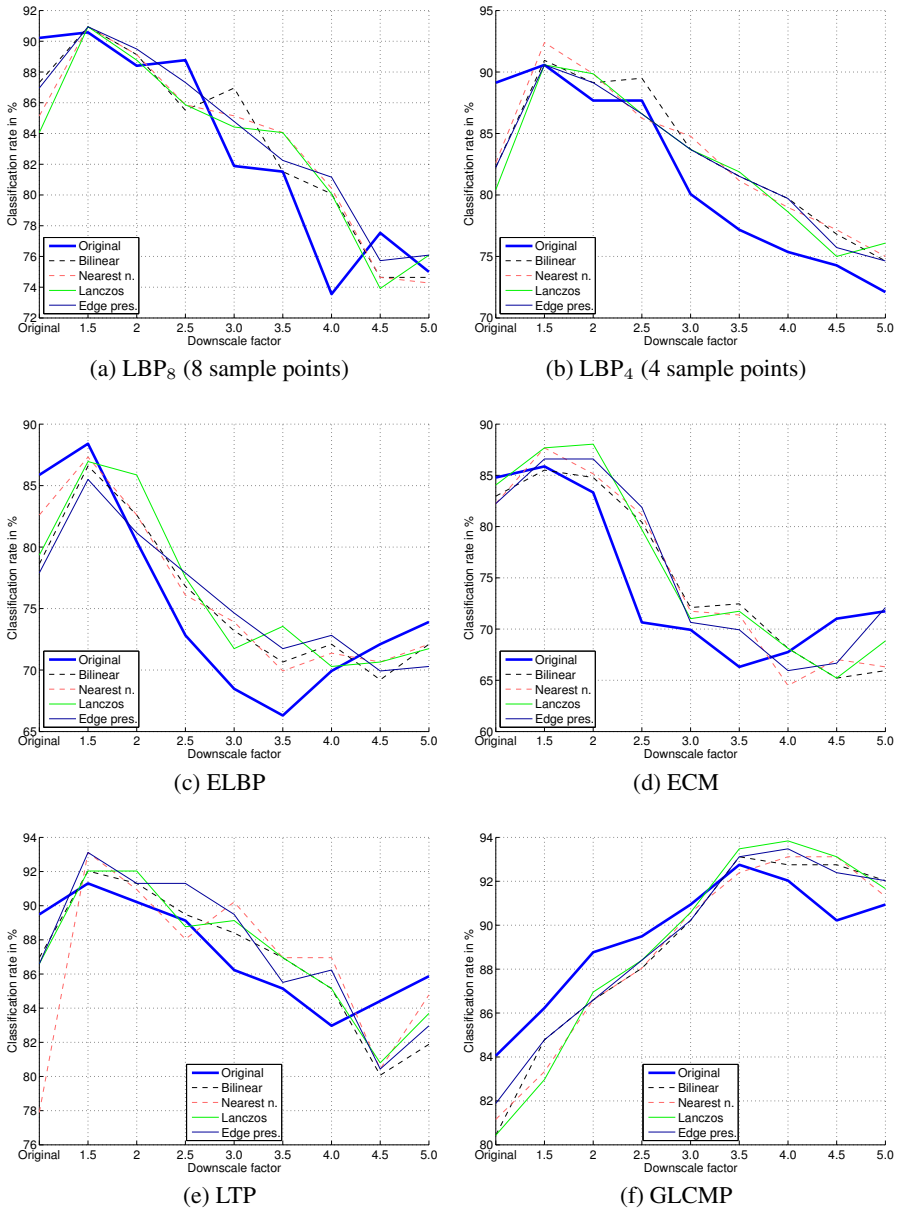 92
90
88
86
84
82
80
78
76
74
72
Classification rate in %
Original
Bilinear
Nearest n.
Lanczos
Edge pres.
Original 1.5 2 2.5 3.0 3.5 4.0 4.5 5.0
Downscale factor
(a) LBP8 (8 sample points)
95
90
85
80
75
70
Classification rate in %
Original
Bilinear
Nearest n.
Lanczos
Edge pres.
Original 1.5 2 2.5 3.0 3.5 4.0 4.5 5.0
Downscale factor
(b) LBP4 (4 sample points)
90
85
80
75
70
65
Classification rate in %
Original
Bilinear
Nearest n.
Lanczos
Edge pres.
Original 1.5 2 2.5 3.0 3.5 4.0 4.5 5.0
Downscale factor
(c) ELBP
90
85
80
75
70
65
60
Classification rate in %
Original
Bilinear
Nearest n.
Lanczos
Edge pres.
Original 1.5 2 2.5 3.0 3.5 4.0 4.5 5.0
Downscale factor
(d) ECM
94
92
90
88
86
84
82
80
78
76
Classification rate in %
Original
Bilinear
Nearest n.
Lanczos
Edge pres.
Original 1.5 2 2.5 3.0 3.5 4.0 4.5 5.0
Downscale factor
(e) LTP
94
92
90
88
86
84
82
80
Classification rate in %
Original
Bilinear
Nearest n.
Lanczos
Edge pres.
Original 1.5 2 2.5 3.0 3.5 4.0 4.5 5.0
Downscale factor
(f) GLCMP